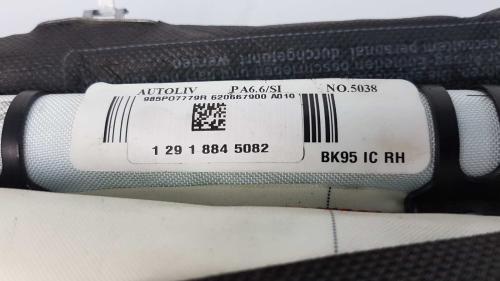 AUTOLIV PA6.6/SI NO.5038
985P07779R 620667900 A010
1 29 1 884 5082
BK95 IC RH